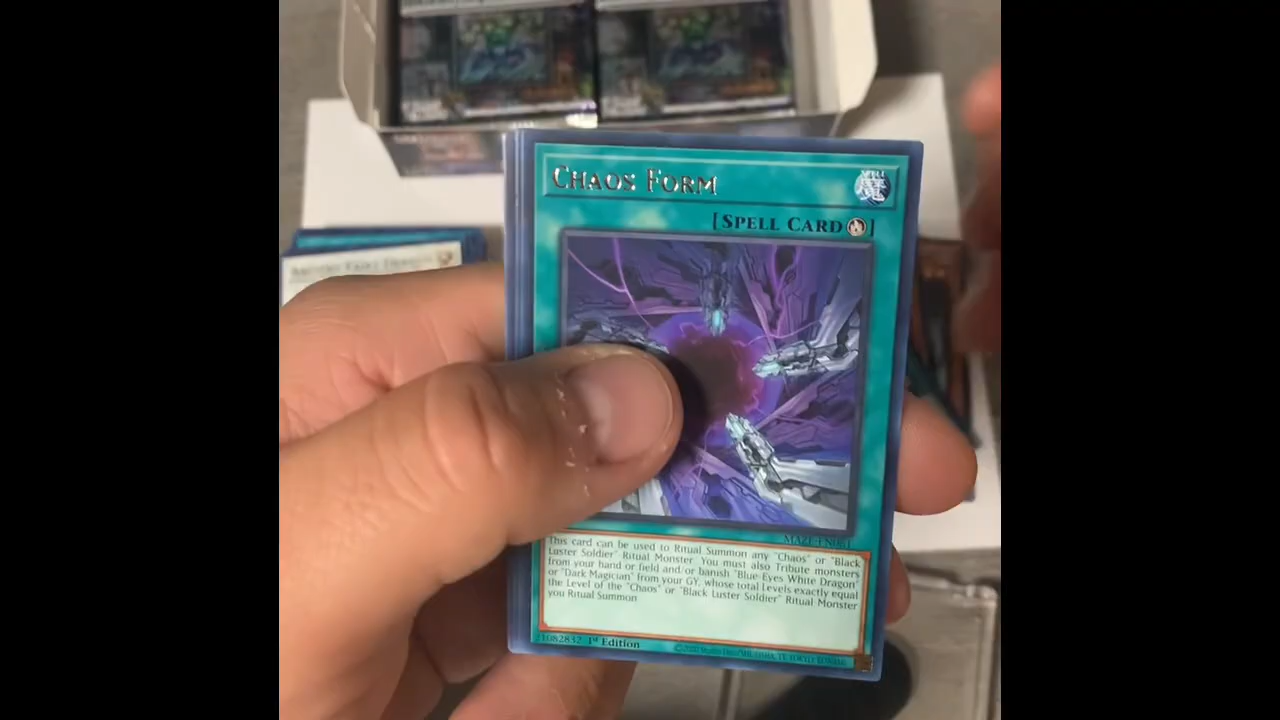 CHAOS FORM
[SPELL CARD]
This card can be used to Ritual Summon any "Chaos" or "Black
Luster Soldier" Ritual Monster. You must also Tribute monsters
from your hand or field and/or banish "Blue-Eyes White Dragon"
or "Dark Magician" from your GY, whose total Levels exactly equal
the Level of the "Chaos" or "Black Luster Soldier" Ritual Monster
you Ritual Summon.
21082832 1st Edition